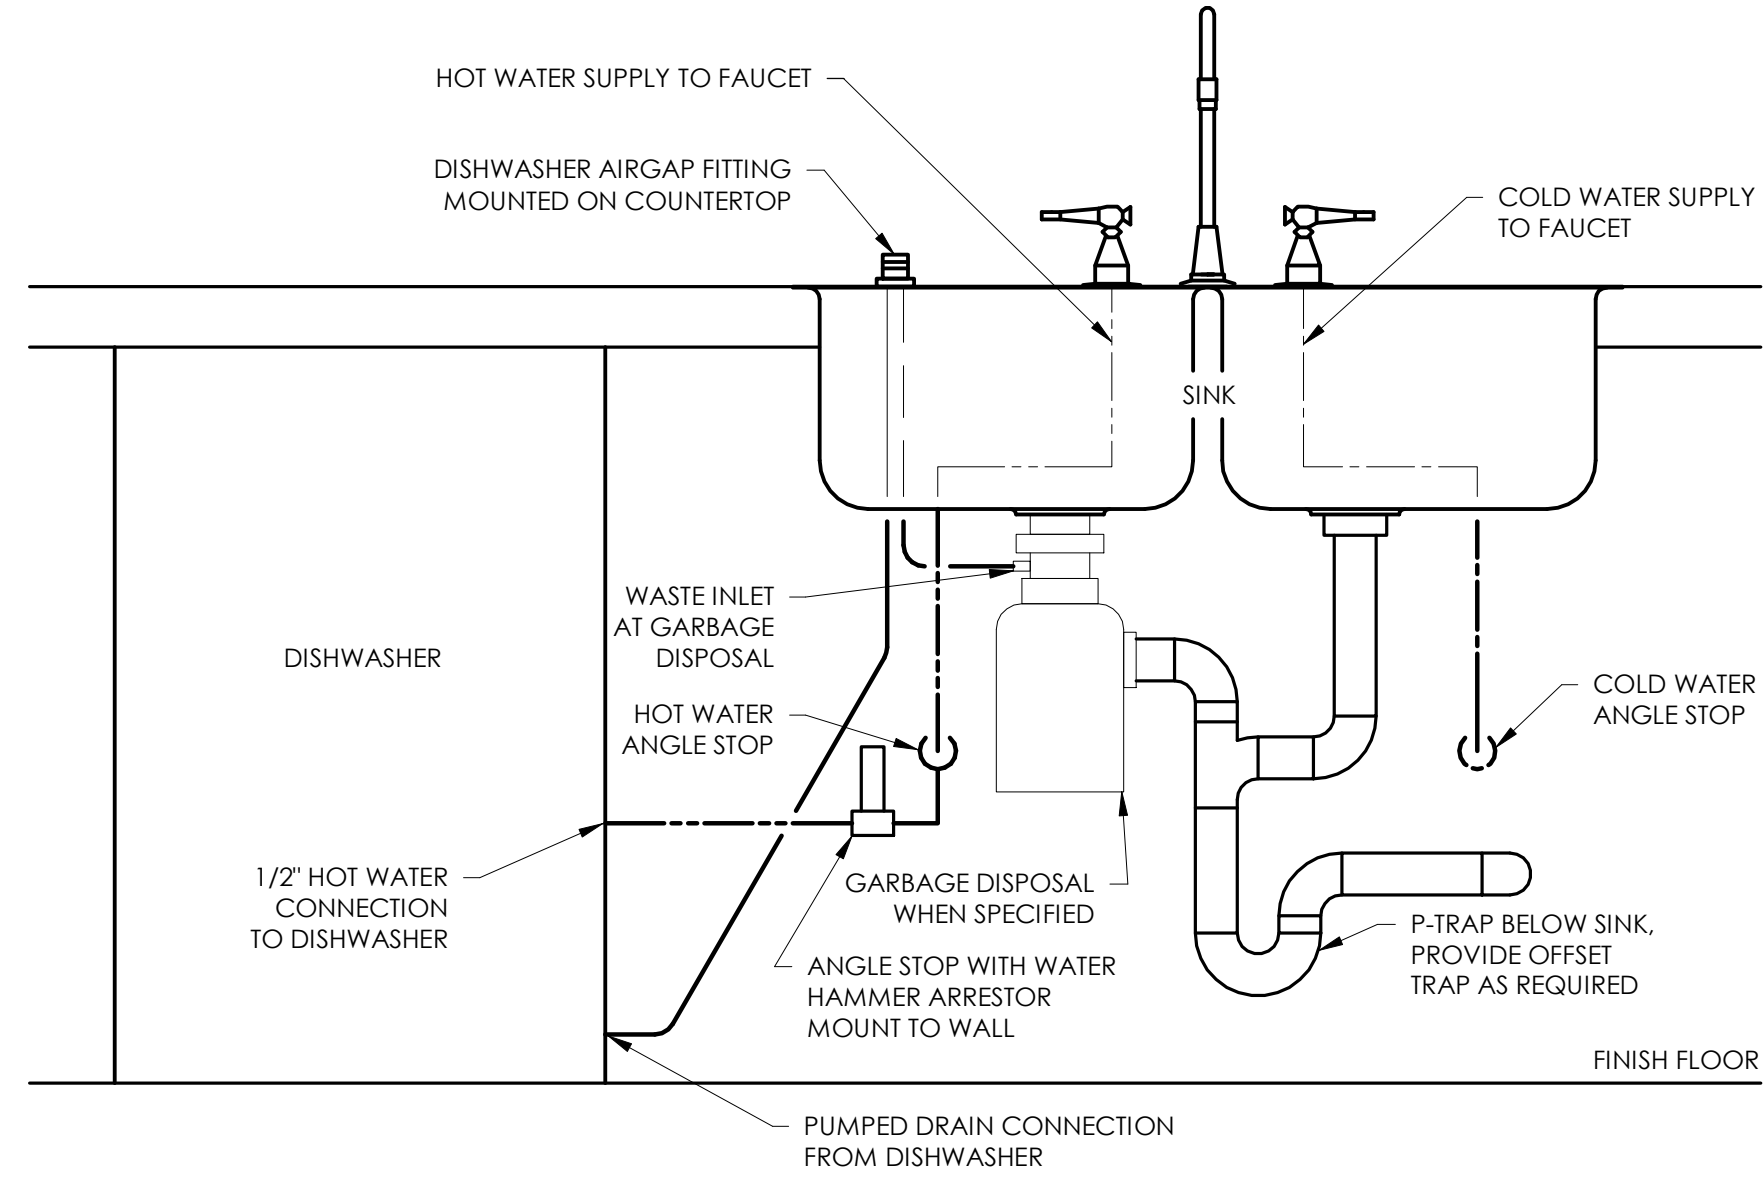 HOT WATER SUPPLY TO FAUCET
DISHWASHER AIRGAP FITTING
MOUNTED ON COUNTERTOP
COLD WATER SUPPLY
TO FAUCET
SINK
WASTE INLET
AT GARBAGE
DISPOSAL
DISHWASHER
HOT WATER
ANGLE STOP
COLD WATER
ANGLE STOP
1/2" HOT WATER
CONNECTION
TO DISHWASHER
GARBAGE DISPOSAL
WHEN SPECIFIED
P-TRAP BELOW SINK,
PROVIDE OFFSET
TRAP AS REQUIRED
ANGLE STOP WITH WATER
HAMMER ARRESTOR
MOUNT TO WALL
FINISH FLOOR
PUMPED DRAIN CONNECTION
FROM DISHWASHER